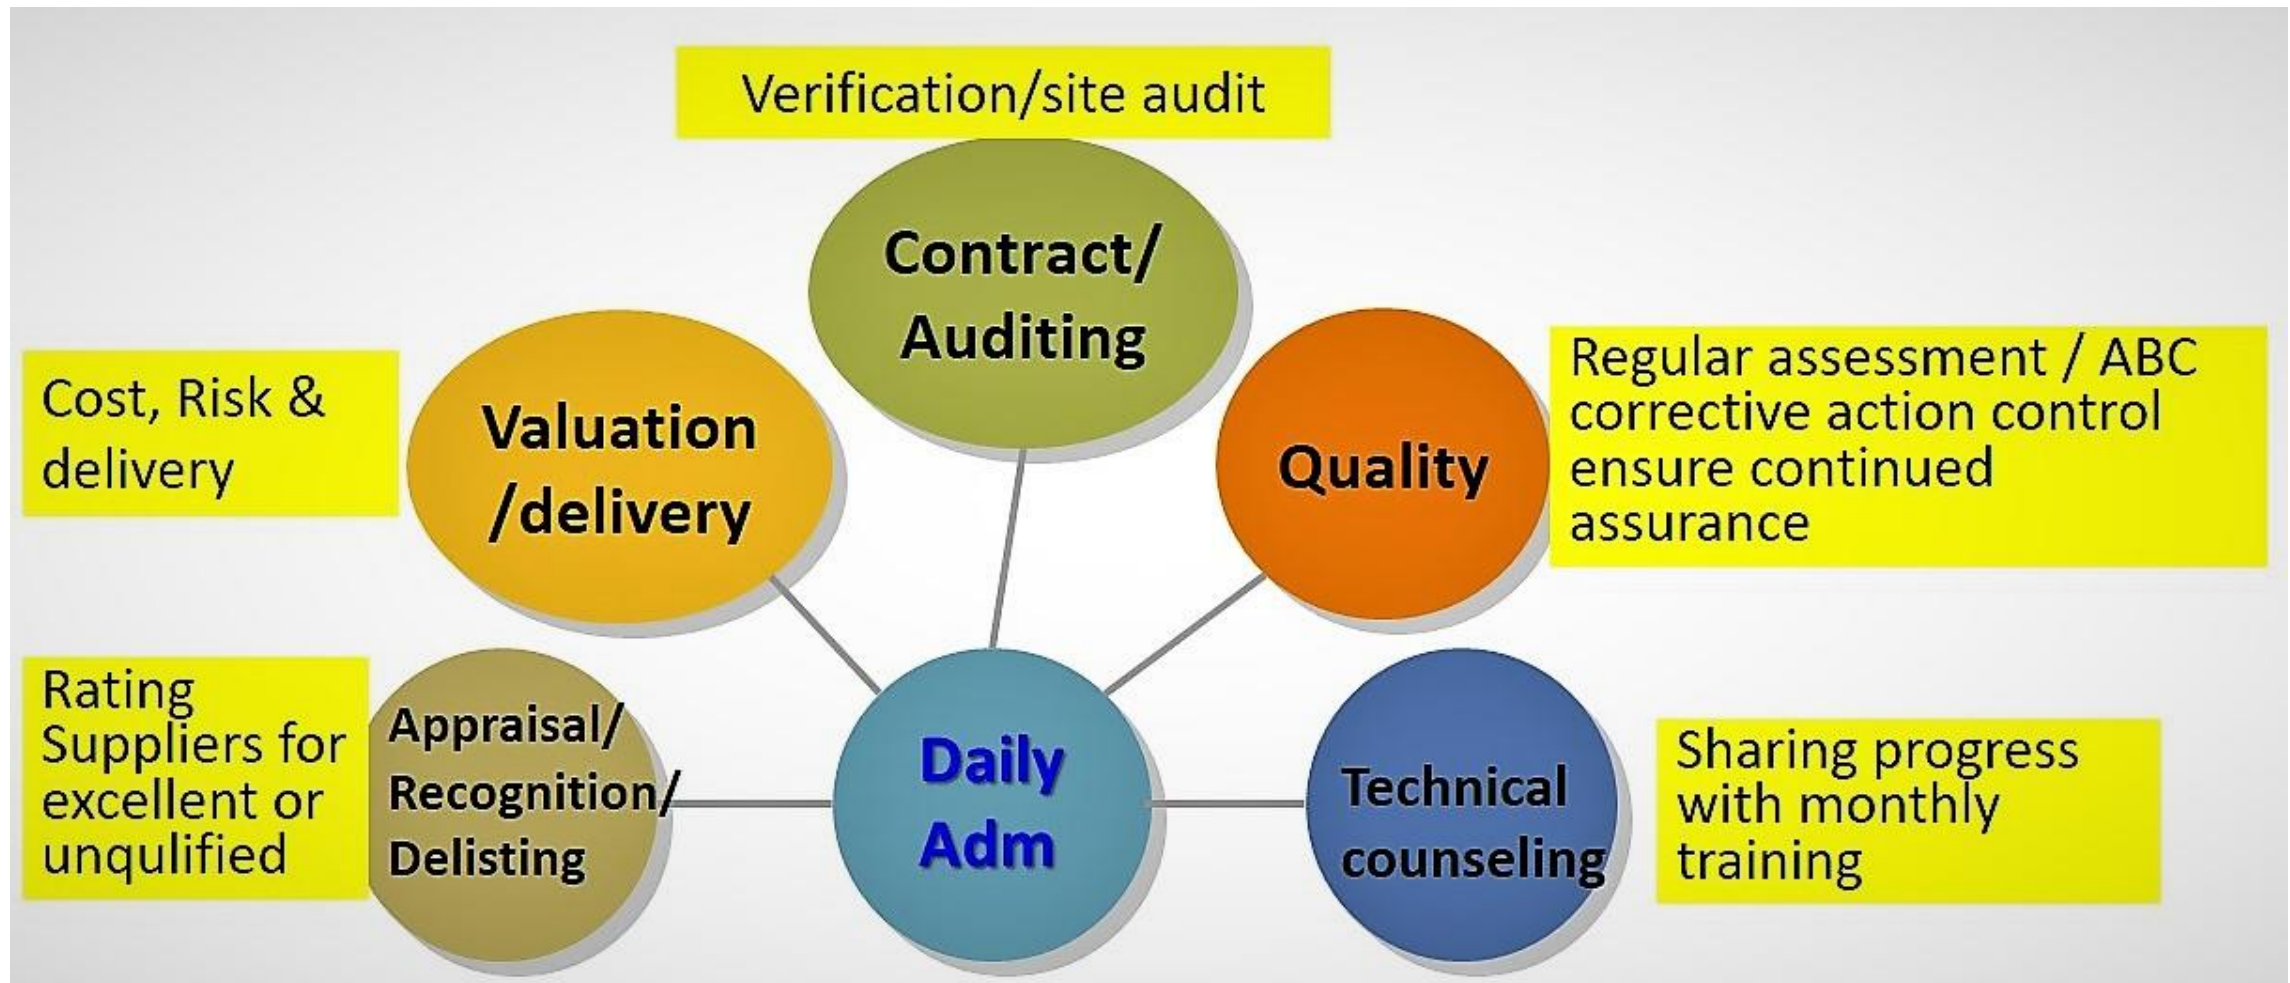 Verification/site audit
Contract/
Auditing
Cost, Risk &
delivery
Valuation
/delivery
Quality
Regular assessment / ABC
corrective action control
ensure continued
assurance
Rating
Suppliers for
excellent or
unqulified
Appraisal/
Recognition/
Delisting
Daily
Adm
Technical
counseling
Sharing progress
with monthly
training